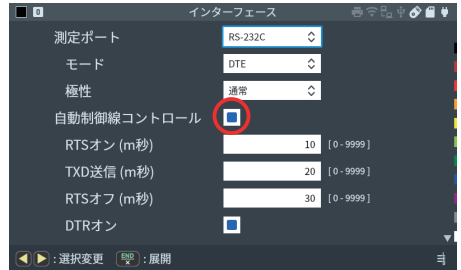 0 インターフェース
測定ポート RS-232C
モード DTE
極性 通常
自動制御線コントロール
RTSオン (m秒) 10 [ 0 - 9999 ]
TXD送信 (m秒) 20 [ 0 - 9999 ]
RTSオフ (m秒) 30 [ 0 - 9999 ]
DTRオン
: 選択変更 END × : 展開